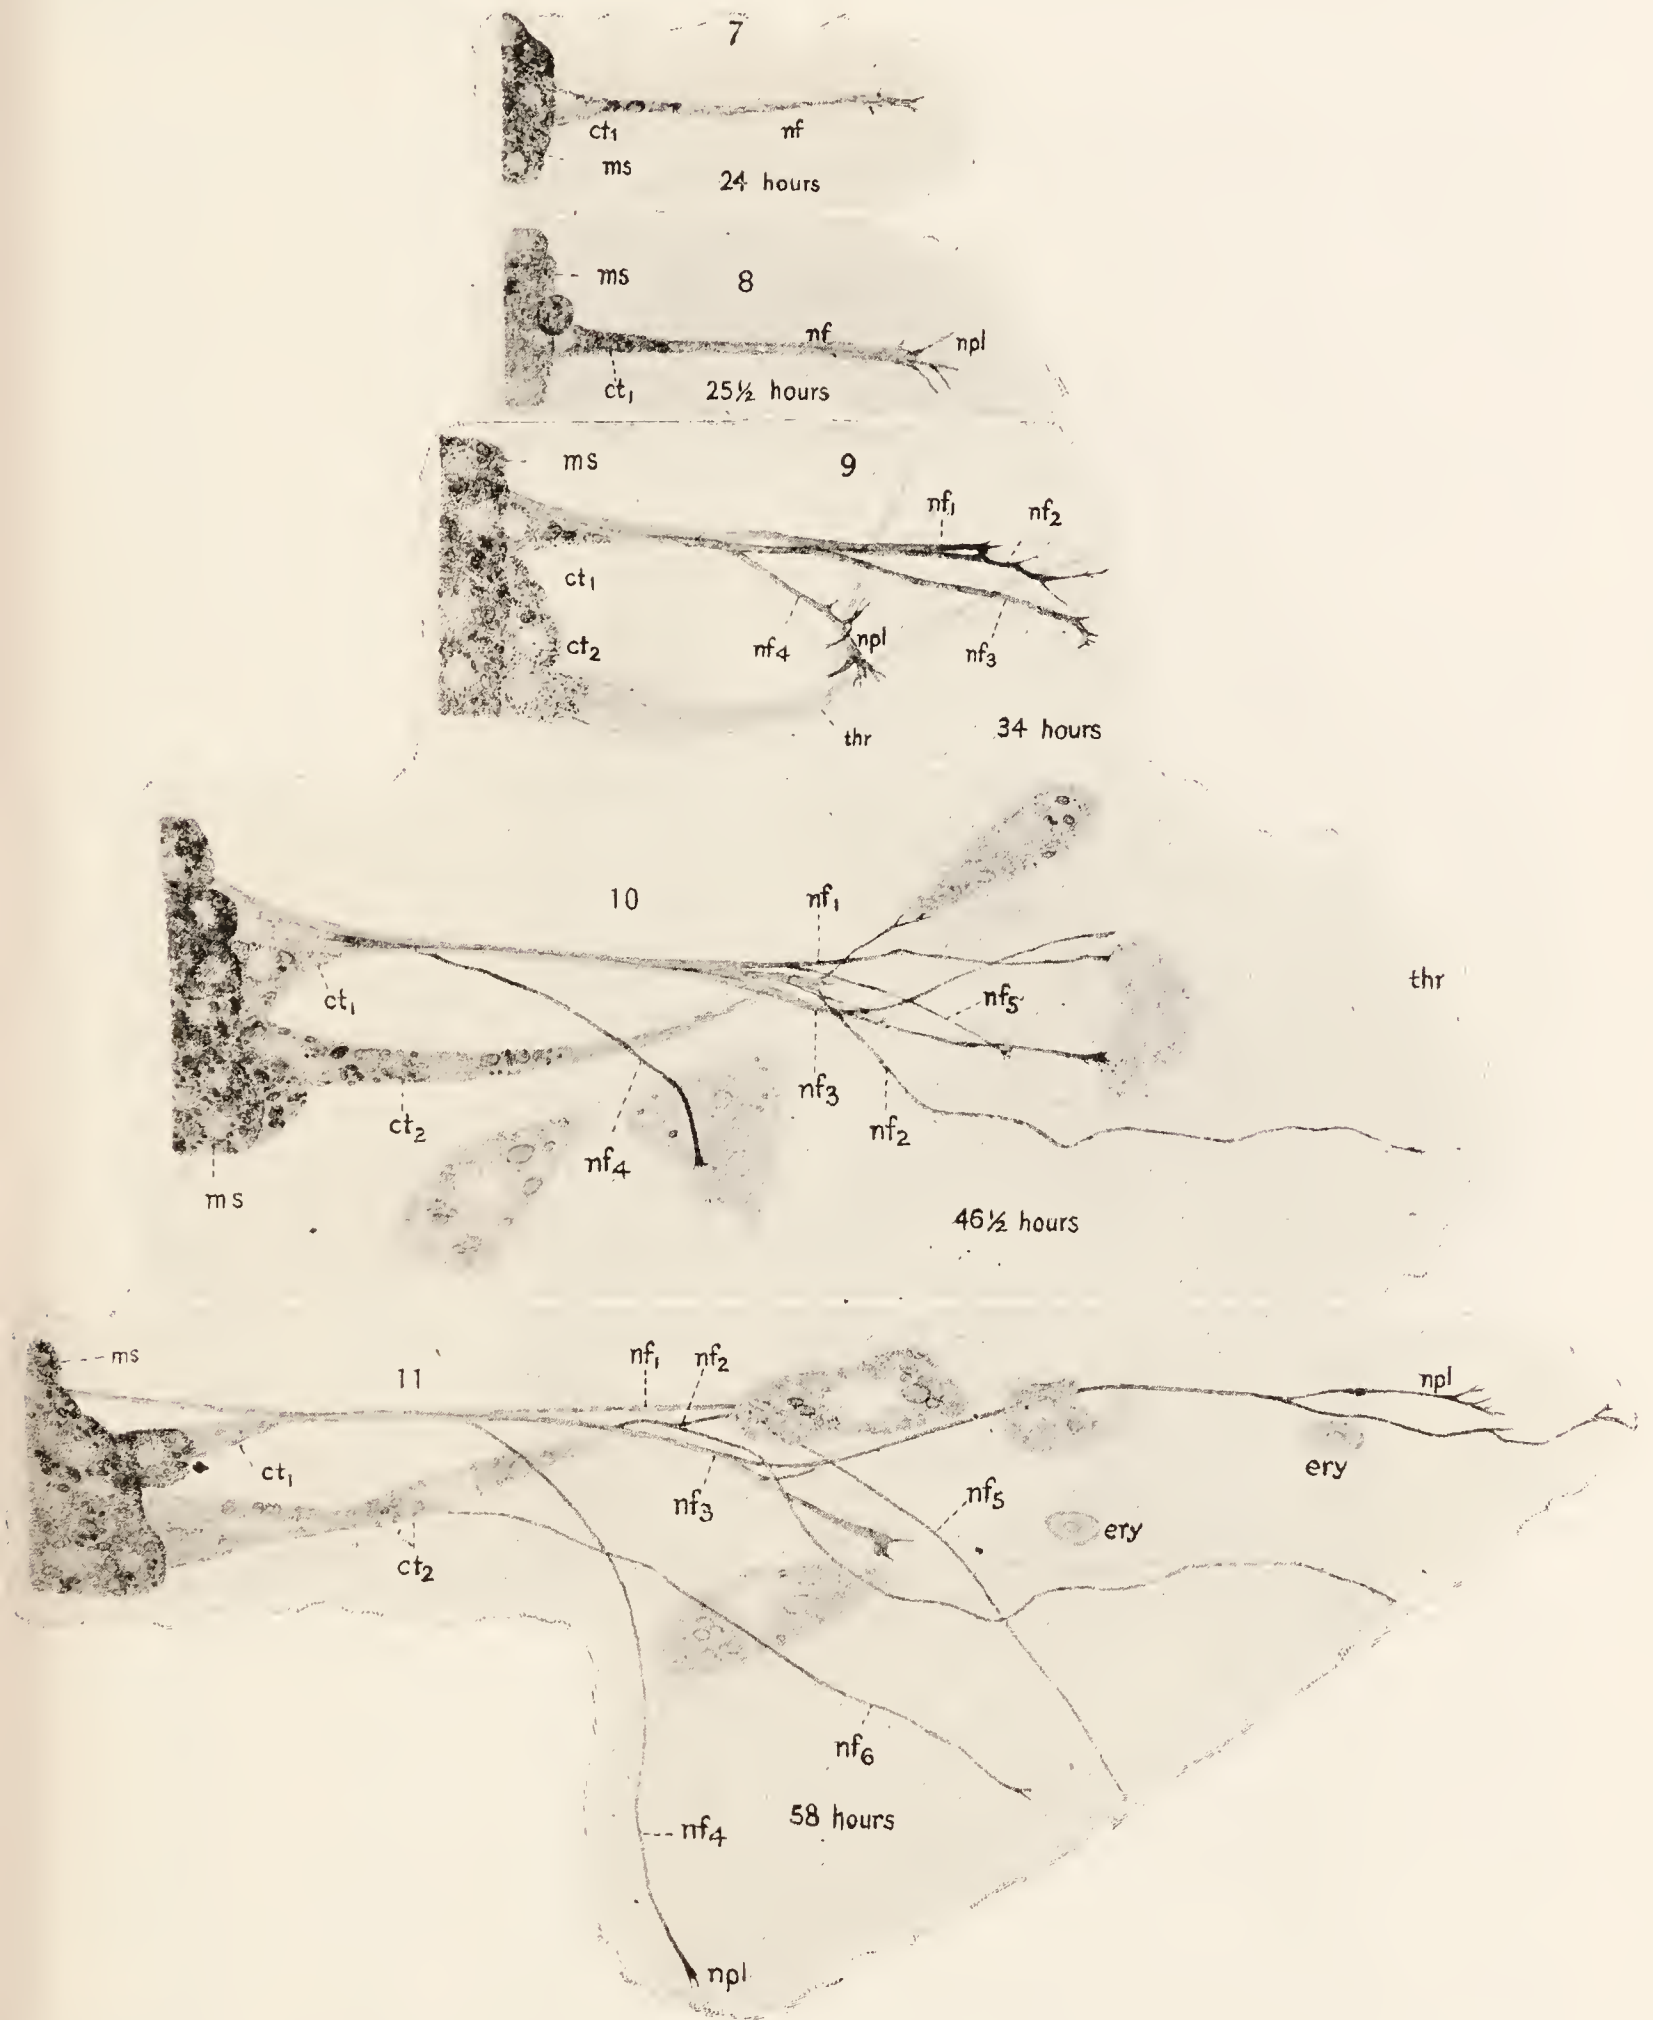 7
ct₁ nf
ms
24 hours
ms 8
nf npl
ct₁ 25½ hours
ms 9
nf₁ nf₂
ct₁
ct₂ nf₄ npl nf₃
thr 34 hours
10 nf₁
thr
ct₁ nf₅
nf₃
ct₂ nf₂
nf₄
ms
46½ hours
ms 11 nf₁ nf₂ npl
ct₁ ery
nf₃ nf₅
ery
ct₂
nf₆
58 hours
nf₄
npl